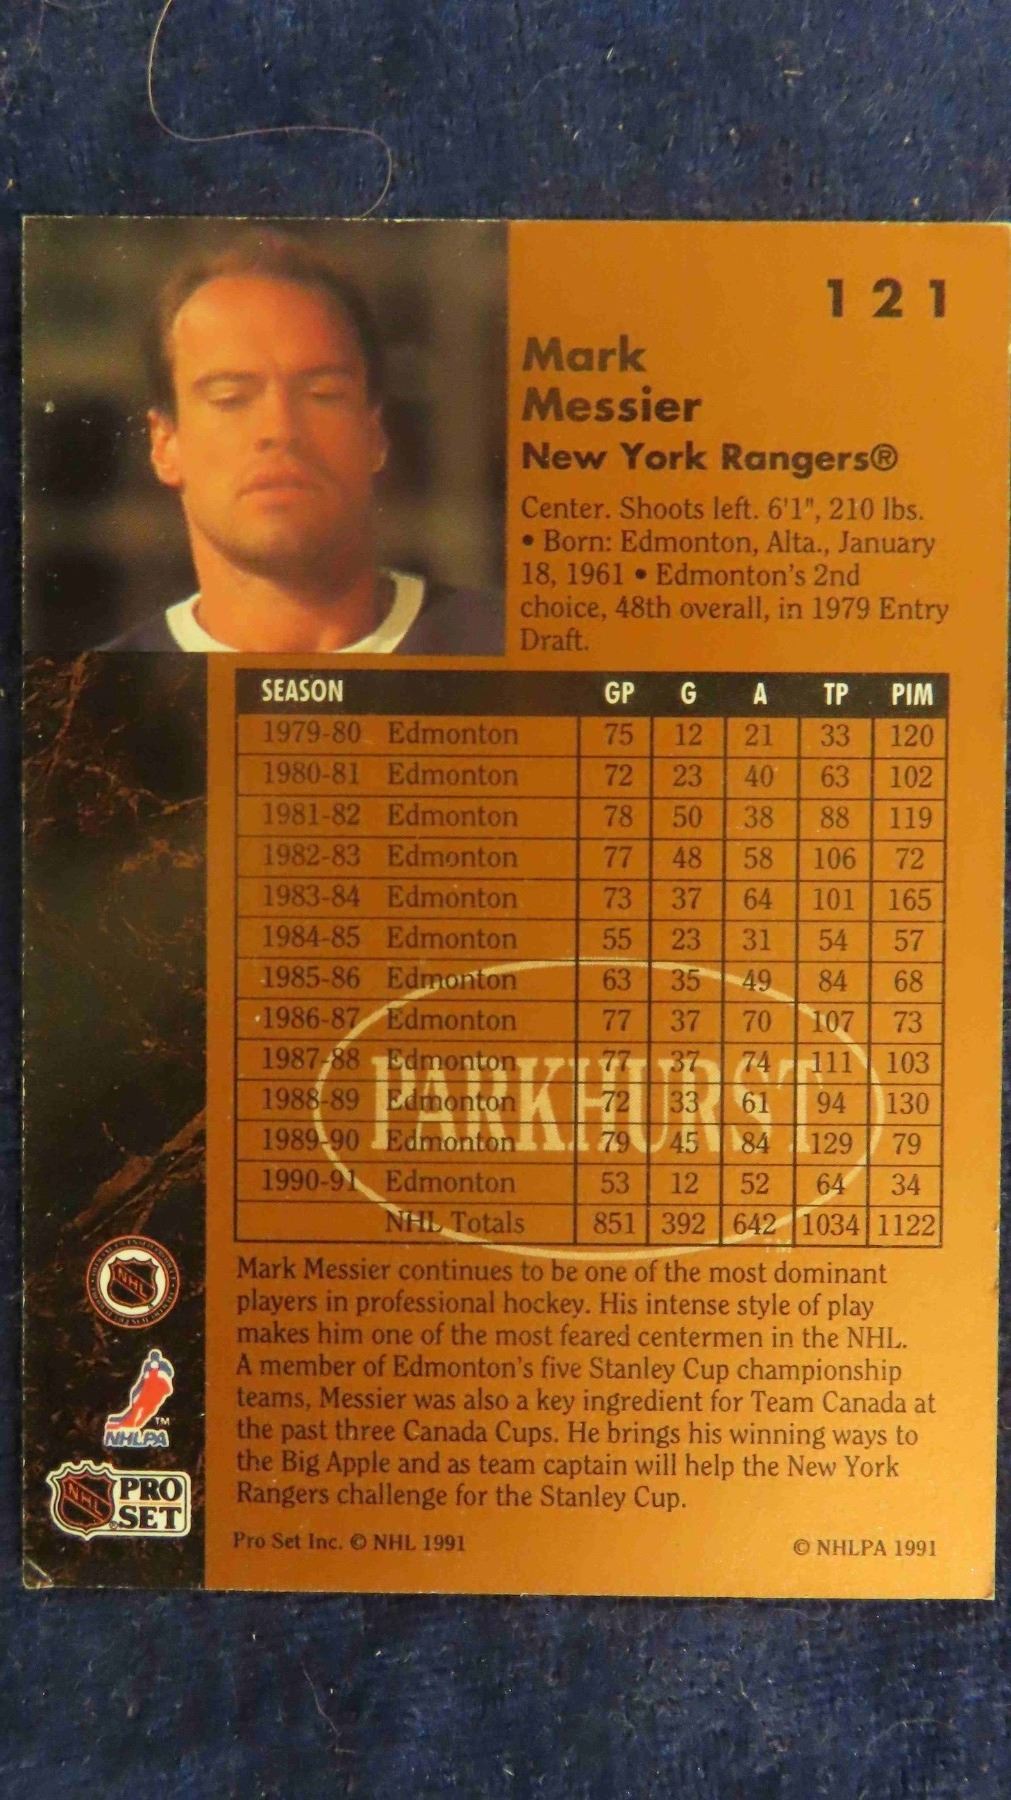 121
Mark
Messier
New York Rangers®
Center. Shoots left. 6'1", 210 lbs.
• Born: Edmonton, Alta., January
18, 1961 • Edmonton's 2nd
choice, 48th overall, in 1979 Entry
Draft.
SEASON GP G A TP PIM
1979-80 Edmonton 75 12 21 33 120
1980-81 Edmonton 72 23 40 63 102
1981-82 Edmonton 78 50 38 88 119
1982-83 Edmonton 77 48 58 106 72
1983-84 Edmonton 73 37 64 101 165
1984-85 Edmonton 55 23 31 54 57
1985-86 Edmonton 63 35 49 84 68
1986-87 Edmonton 77 37 70 107 73
1987-88 Edmonton 77 37 74 111 103
1988-89 Edmonton 72 33 61 94 130
1989-90 Edmonton 79 45 84 129 79
1990-91 Edmonton 53 12 52 64 34
NHL Totals 851 392 642 1034 1122
PARKHURST
Mark Messier continues to be one of the most dominant
players in professional hockey. His intense style of play
makes him one of the most feared centermen in the NHL.
A member of Edmonton's five Stanley Cup championship
teams, Messier was also a key ingredient for Team Canada at
the past three Canada Cups. He brings his winning ways to
the Big Apple and as team captain will help the New York
Rangers challenge for the Stanley Cup.
Pro Set Inc. © NHL 1991
© NHLPA 1991
NHL
TM
NHLPA
NHL
PRO
SET